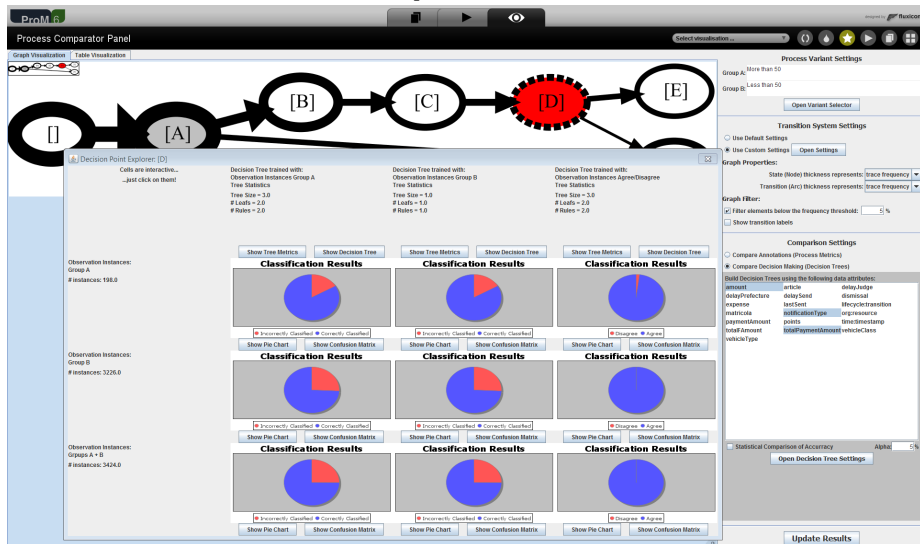 ProM 6
designed by fluxicon
Process Comparator Panel
Select visualisation ...
Graph Visualization Table Visualization
[]
[A]
[B]
[C]
[D]
[E]
Process Variant Settings
Group A: More than 50
Group B: Less than 50
Open Variant Selector
Transition System Settings
Use Default Settings
Use Custom Settings Open Settings
Graph Properties:
State (Node) thickness represents: trace frequency
Transition (Arc) thickness represents: trace frequency
Graph Filter:
Filter elements below the frequency threshold: 5 %
Show transition labels
Comparison Settings
Compare Annotations (Process Metrics)
Compare Decision Making (Decision Trees)
Build Decision Trees using the following data attributes:
amount article delayJudge
delayPrefecture delaySend dismissal
expense lastSent lifecycle:transition
matricola notificationType org:resource
paymentAmount points time:timestamp
totalFAmount totalPaymentAmount vehicleClass
vehicleType
Statistical Comparison of Accurracy Alpha: 5%
Open Decision Tree Settings
Update Results
Decision Point Explorer: [D]
Cells are interactive...
...just click on them!
Decision Tree trained with:
Observation Instances Group A
Tree Statistics
Tree Size = 3.0
# Leafs = 2.0
# Rules = 2.0
Decision Tree trained with:
Observation Instances Group B
Tree Statistics
Tree Size = 1.0
# Leafs = 1.0
# Rules = 1.0
Decision Tree trained with:
Observation Instances Agree/Disagree
Tree Statistics
Tree Size = 3.0
# Leafs = 2.0
# Rules = 2.0
Show Tree Metrics Show Decision Tree Show Tree Metrics Show Decision Tree Show Tree Metrics Show Decision Tree
Observation Instances:
Group A
# instances: 198.0
Classification Results Classification Results Classification Results
Incorrectly Classified Correctly Classified Incorrectly Classified Correctly Classified Disagree Agree
Show Pie Chart Show Confusion Matrix Show Pie Chart Show Confusion Matrix Show Pie Chart Show Confusion Matrix
Observation Instances:
Group B
# instances: 3226.0
Classification Results Classification Results Classification Results
Incorrectly Classified Correctly Classified Incorrectly Classified Correctly Classified Disagree Agree
Show Pie Chart Show Confusion Matrix Show Pie Chart Show Confusion Matrix Show Pie Chart Show Confusion Matrix
Observation Instances:
Grpups A + B
# instances: 3424.0
Classification Results Classification Results Classification Results
Incorrectly Classified Correctly Classified Incorrectly Classified Correctly Classified Disagree Agree
Show Pie Chart Show Confusion Matrix Show Pie Chart Show Confusion Matrix Show Pie Chart Show Confusion Matrix